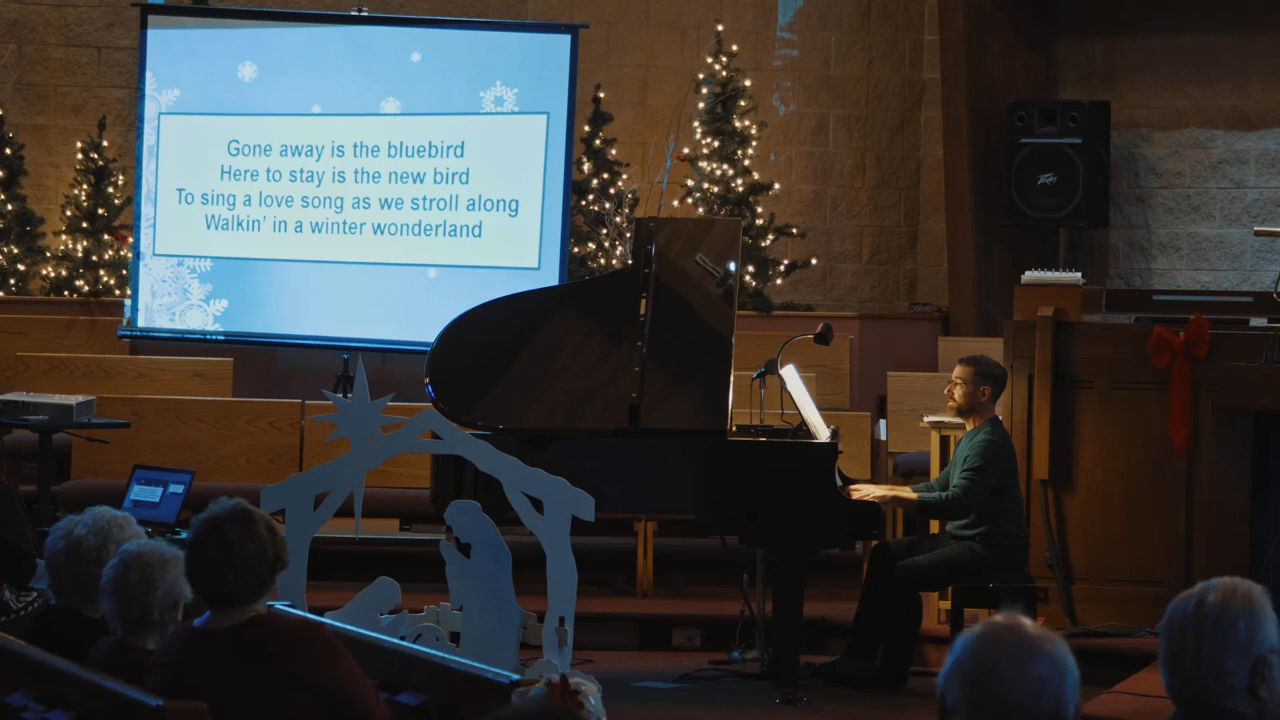 Gone away is the bluebird
Here to stay is the new bird
To sing a love song as we stroll along
Walkin' in a winter wonderland
PEAVEY